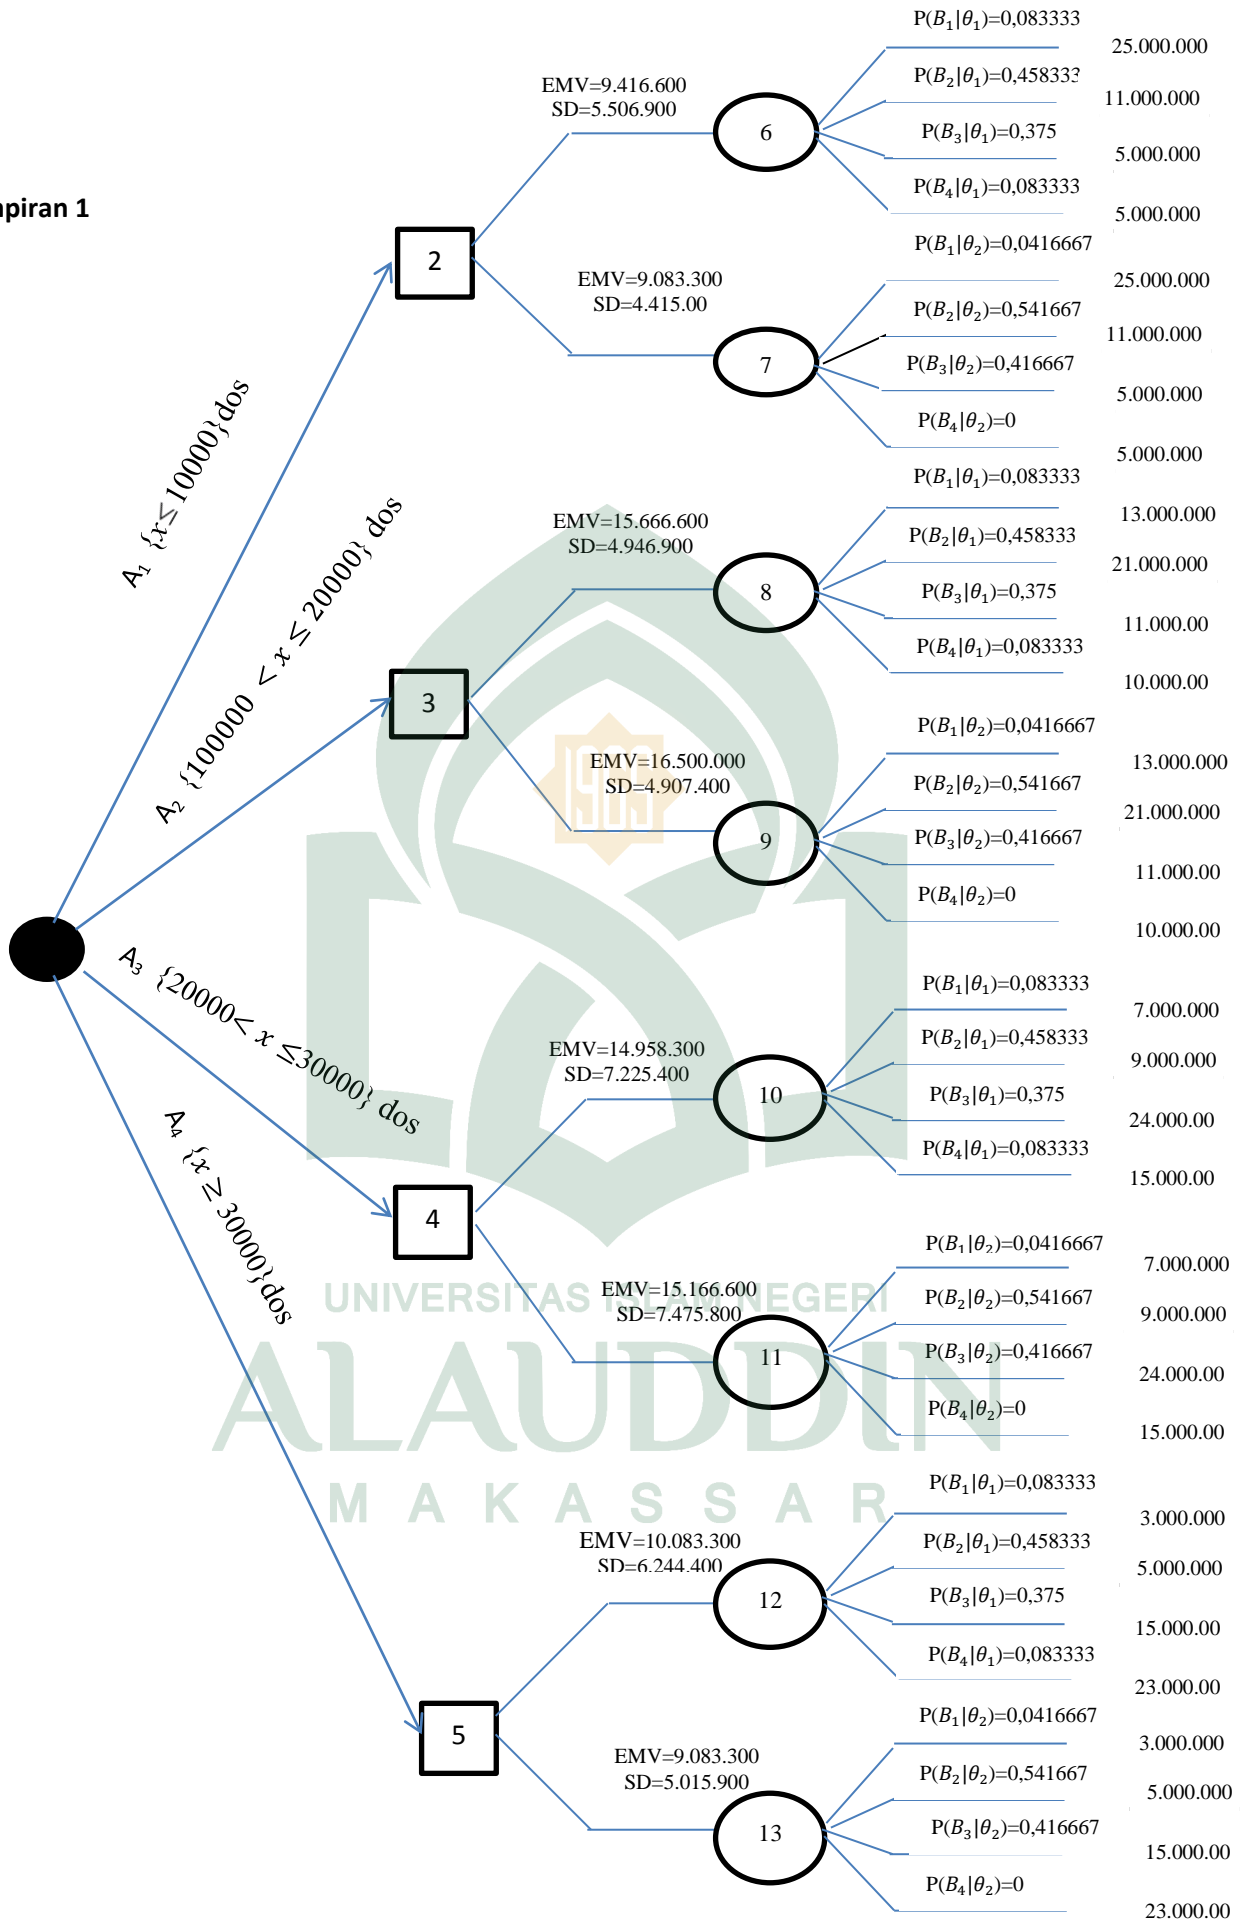 piran 1
A₁ {x≤ 10000}dos
A₂ {100000 < x ≤ 20000} dos
A₃ {20000< x ≤30000} dos
A₄ {x ≥ 30000}dos
2
EMV=9.416.600
SD=5.506.900
6
P(B₁|θ₁)=0,083333
25.000.000
P(B₂|θ₁)=0,458333
11.000.000
P(B₃|θ₁)=0,375
5.000.000
P(B₄|θ₁)=0,083333
5.000.000
EMV=9.083.300
SD=4.415.00
7
P(B₁|θ₂)=0,0416667
25.000.000
P(B₂|θ₂)=0,541667
11.000.000
P(B₃|θ₂)=0,416667
5.000.000
P(B₄|θ₂)=0
5.000.000
3
EMV=15.666.600
SD=4.946.900
8
P(B₁|θ₁)=0,083333
13.000.000
P(B₂|θ₁)=0,458333
21.000.000
P(B₃|θ₁)=0,375
11.000.00
P(B₄|θ₁)=0,083333
10.000.00
EMV=16.500.000
SD=4.907.400
9
P(B₁|θ₂)=0,0416667
13.000.000
P(B₂|θ₂)=0,541667
21.000.000
P(B₃|θ₂)=0,416667
11.000.00
P(B₄|θ₂)=0
10.000.00
4
EMV=14.958.300
SD=7.225.400
10
P(B₁|θ₁)=0,083333
7.000.000
P(B₂|θ₁)=0,458333
9.000.000
P(B₃|θ₁)=0,375
24.000.00
P(B₄|θ₁)=0,083333
15.000.00
EMV=15.166.600
SD=7.475.800
11
P(B₁|θ₂)=0,0416667
7.000.000
P(B₂|θ₂)=0,541667
9.000.000
P(B₃|θ₂)=0,416667
24.000.00
P(B₄|θ₂)=0
15.000.00
5
EMV=10.083.300
SD=6.244.400
12
P(B₁|θ₁)=0,083333
3.000.000
P(B₂|θ₁)=0,458333
5.000.000
P(B₃|θ₁)=0,375
15.000.00
P(B₄|θ₁)=0,083333
23.000.00
EMV=9.083.300
SD=5.015.900
13
P(B₁|θ₂)=0,0416667
3.000.000
P(B₂|θ₂)=0,541667
5.000.000
P(B₃|θ₂)=0,416667
15.000.00
P(B₄|θ₂)=0
23.000.00
UNIVERSITAS ISLAM NEGERI
ALAUDDIN
MAKASSAR